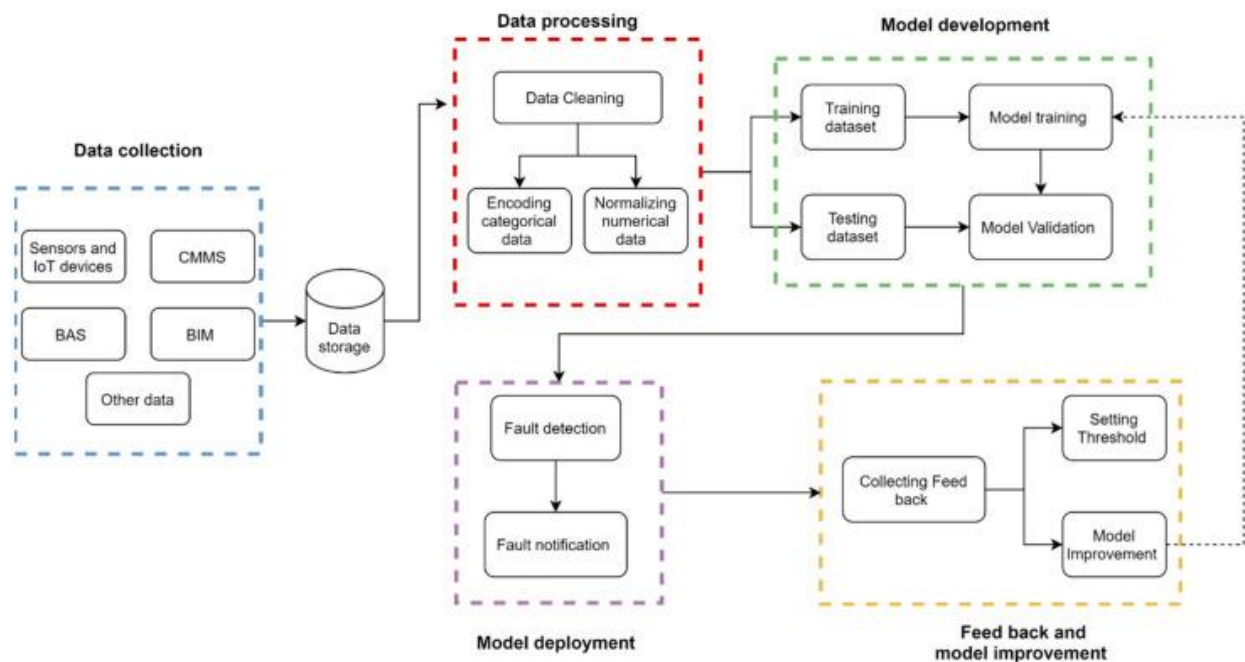 Data collection
Sensors and
IoT devices
CMMS
BAS
BIM
Other data
Data
storage
Data processing
Data Cleaning
Encoding
categorical
data
Normalizing
numerical
data
Model development
Training
dataset
Model training
Testing
dataset
Model Validation
Fault detection
Fault notification
Model deployment
Collecting Feed
back
Setting
Threshold
Model
Improvement
Feed back and
model improvement